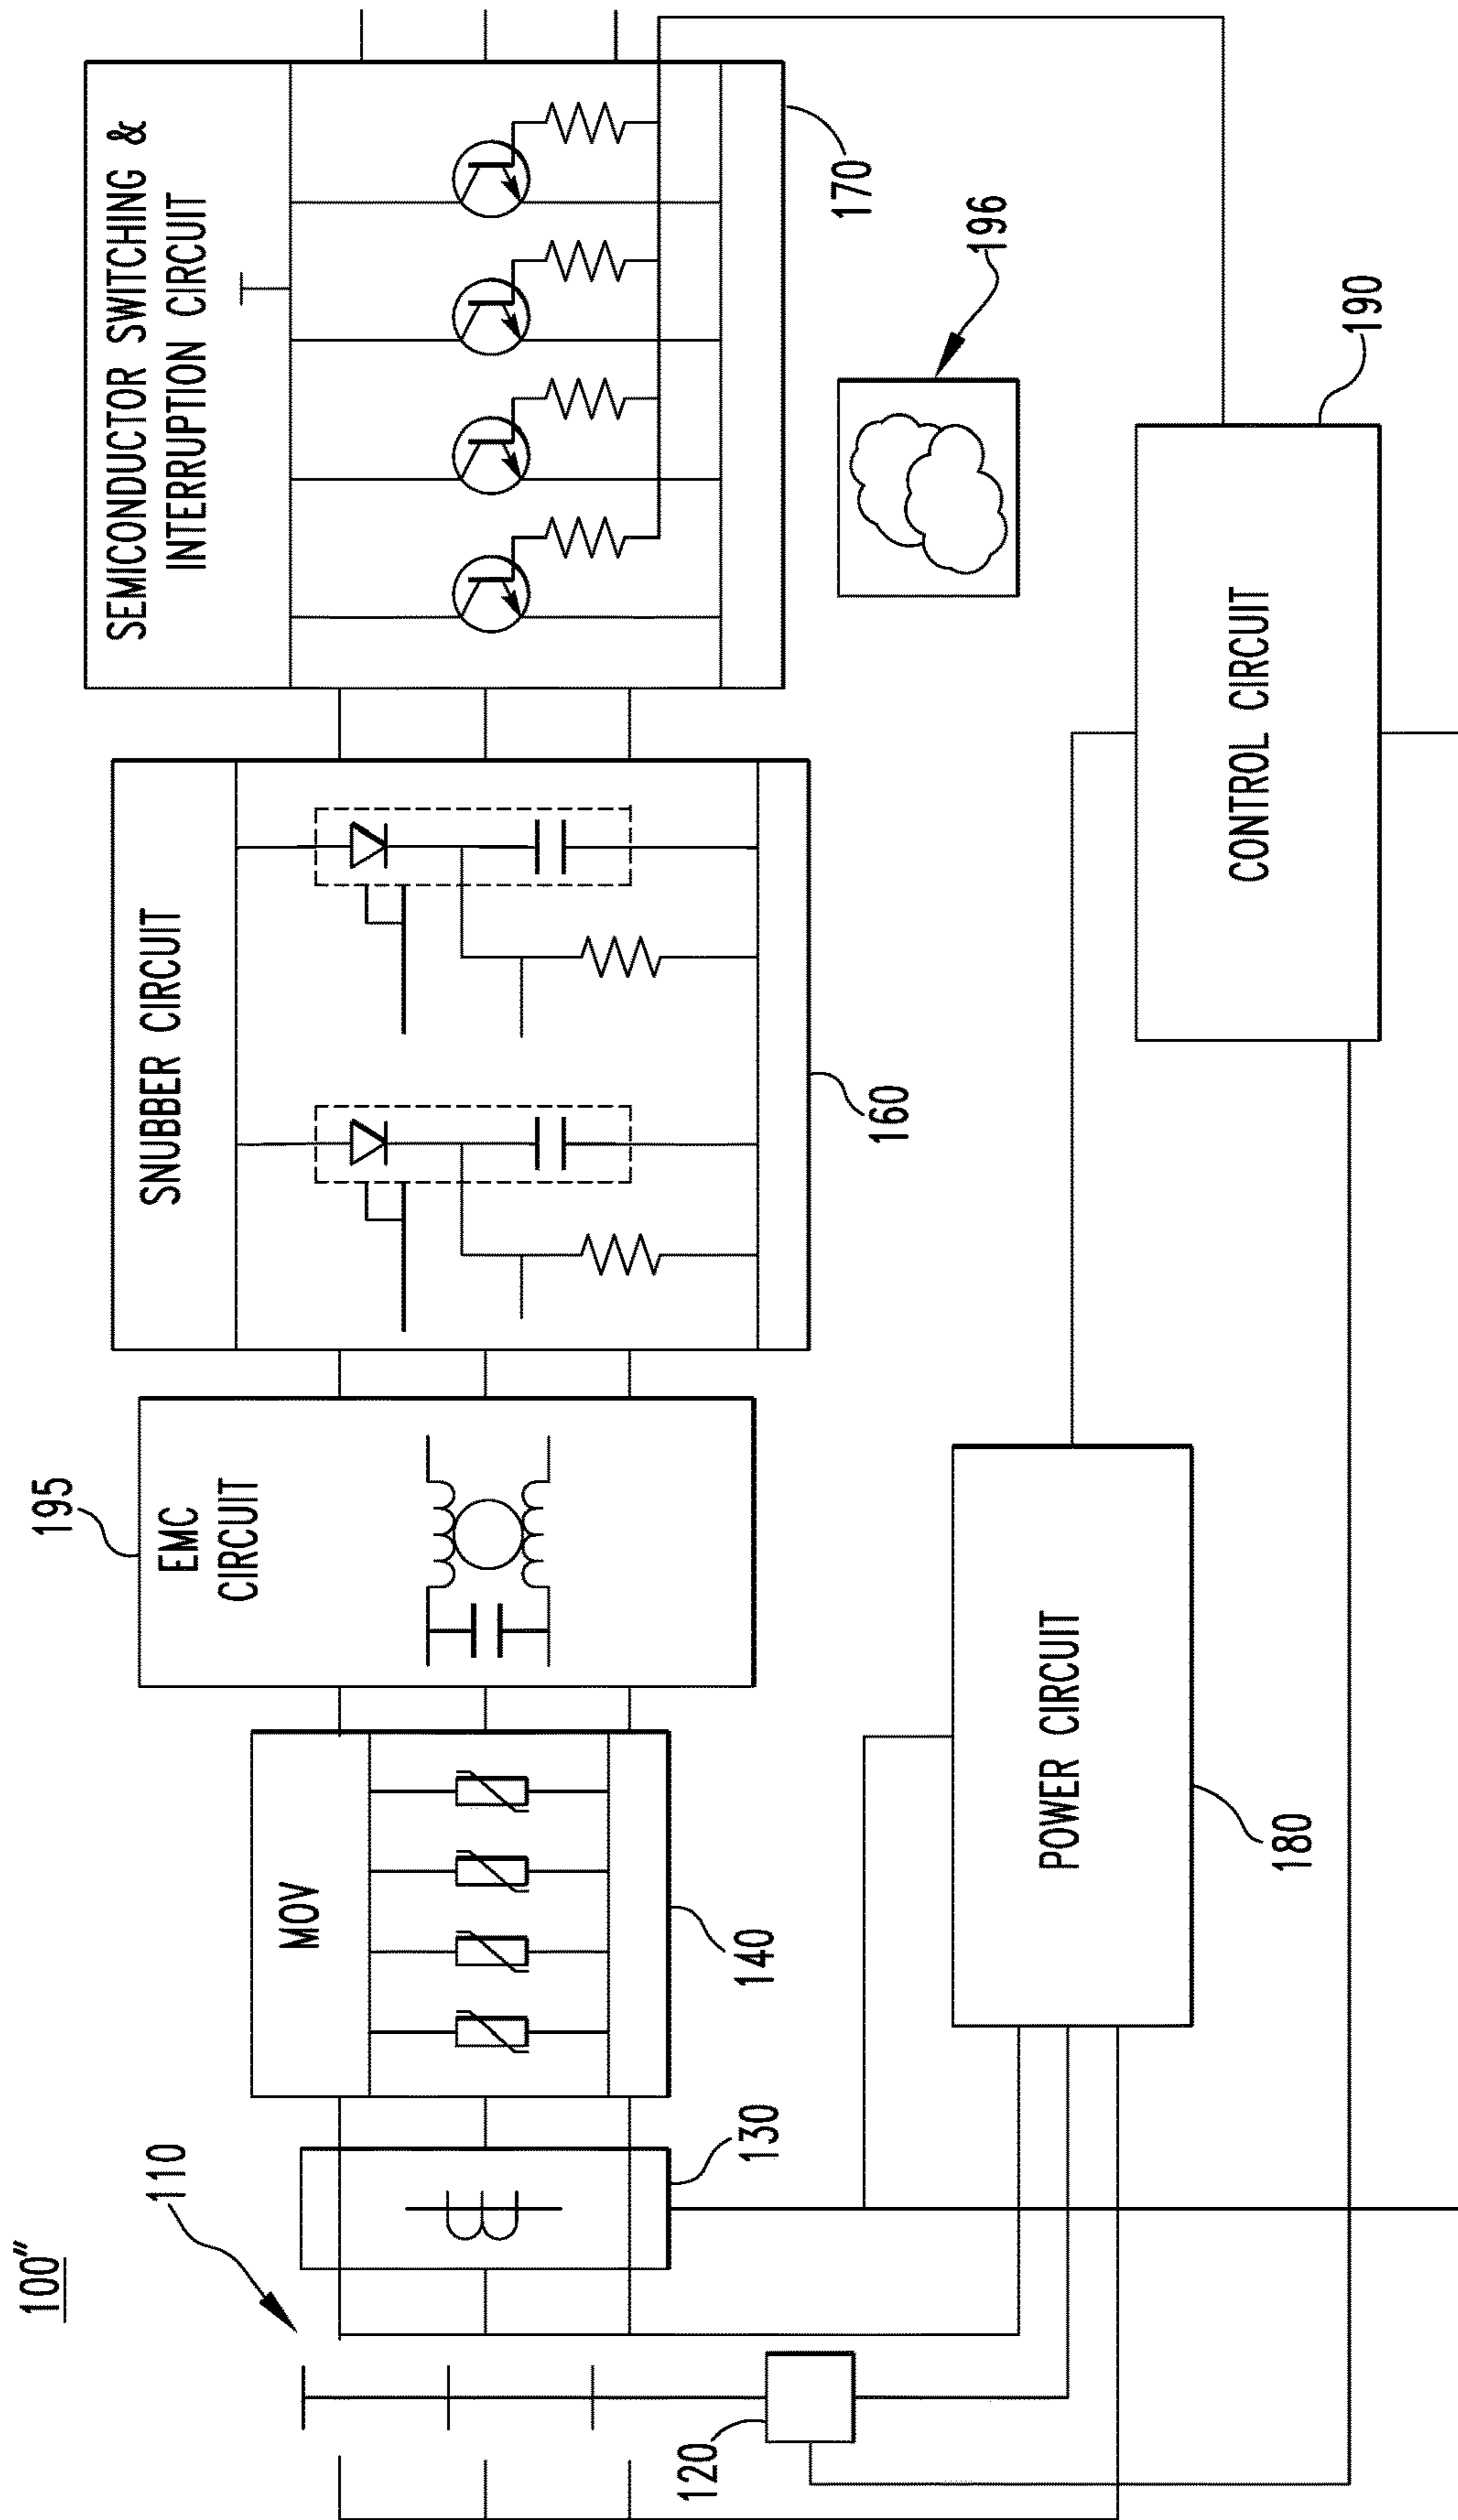 100"
110
120
130
MOV
140
195
EMC
CIRCUIT
SNUBBER CIRCUIT
160
SEMICONDUCTOR SWITCHING &
INTERRUPTION CIRCUIT
170
196
POWER CIRCUIT
180
CONTROL CIRCUIT
190